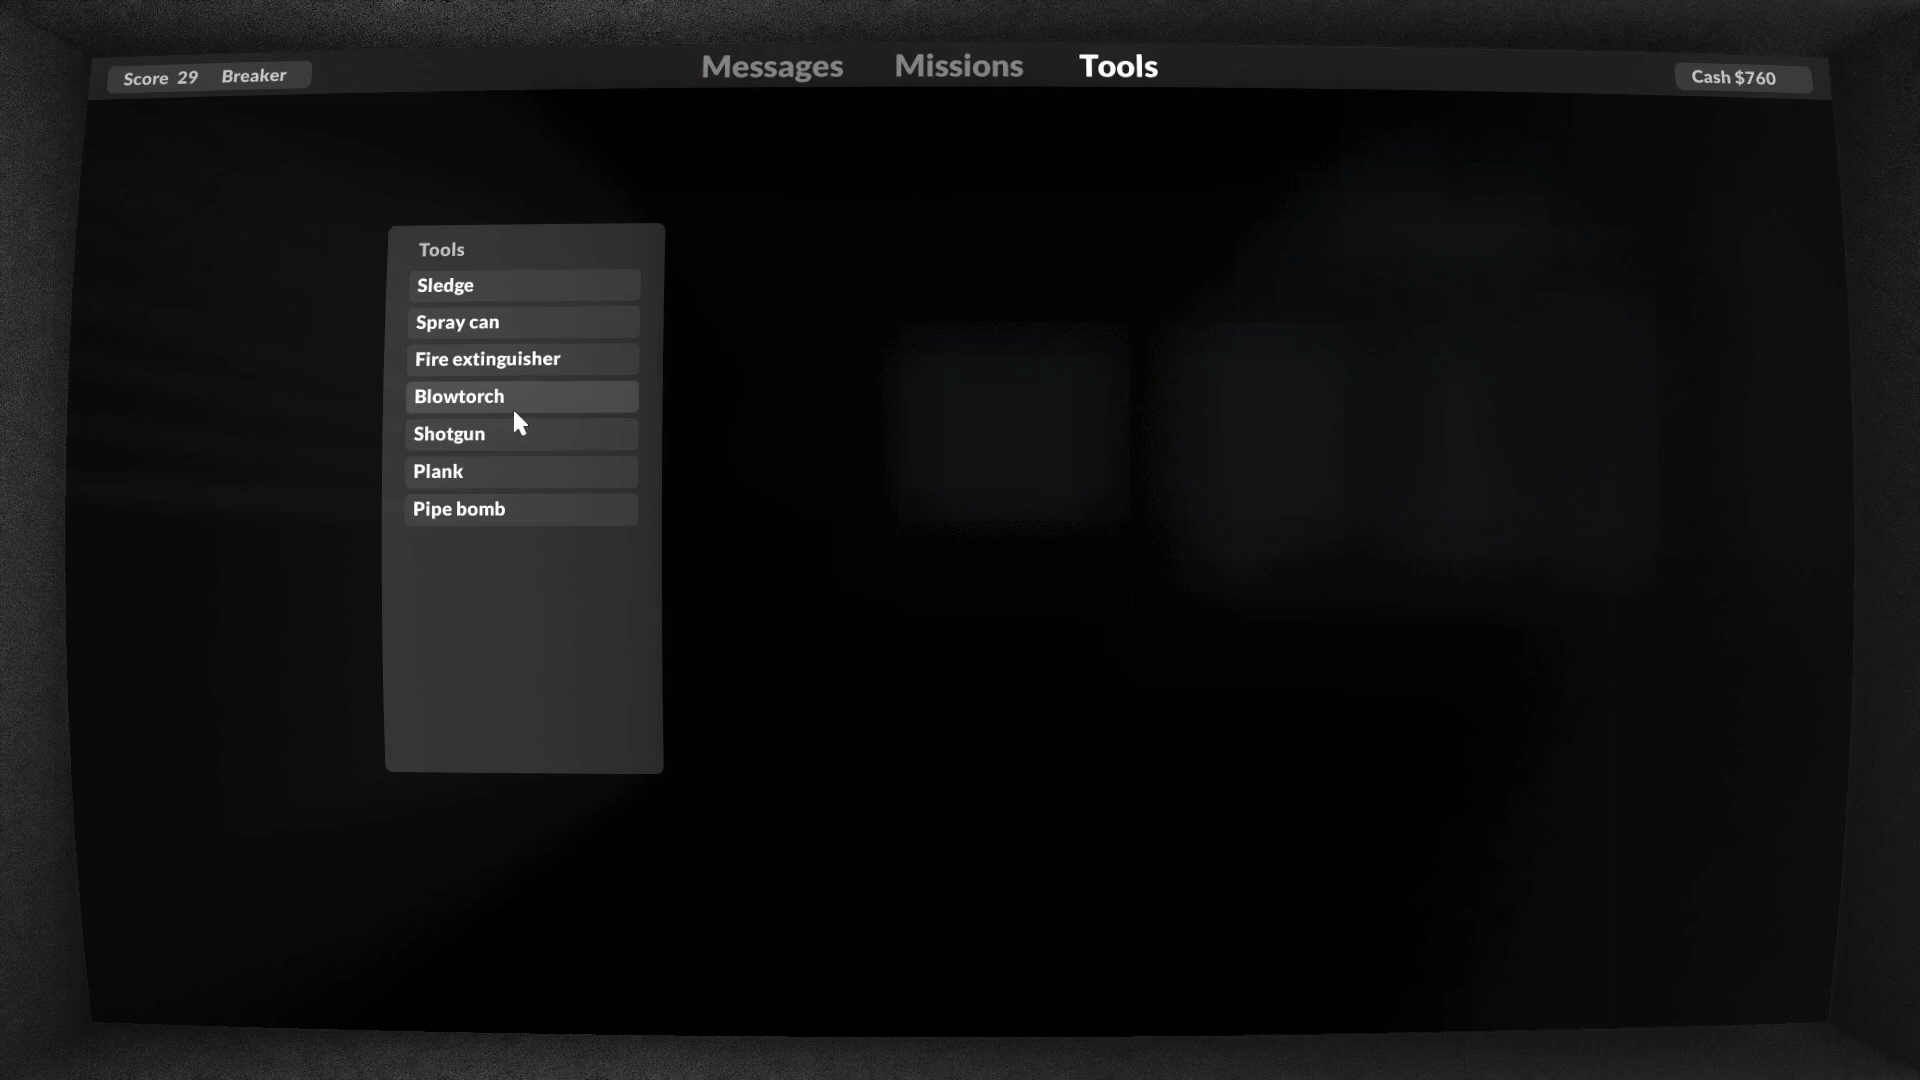 Score 29 Breaker
Messages Missions Tools
Cash $760
Tools
Sledge
Spray can
Fire extinguisher
Blowtorch
Shotgun
Plank
Pipe bomb